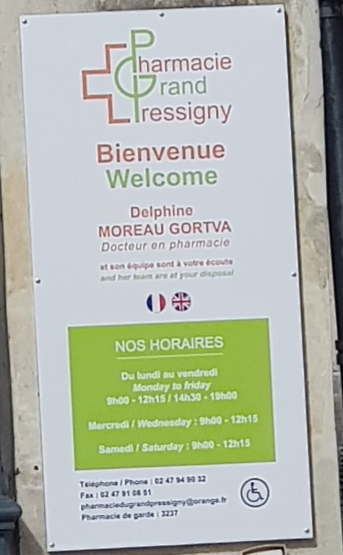 Pharmacie
Grand
Pressigny
Bienvenue
Welcome
Delphine
MOREAU GORTVA
Docteur en pharmacie
et son équipe sont à votre écoute
and her team are at your disposal
NOS HORAIRES
Du lundi au vendredi
Monday to friday
9h00 - 12h15 / 14h30 - 19h00
Mercredi / Wednesday : 9h00 - 12h15
Samedi / Saturday : 9h00 - 12h15
Téléphone / Phone : 02 47 94 90 32
Fax : 02 47 91 08 51
pharmaciedugrandpressigny@orange.fr
Pharmacie de garde : 3237